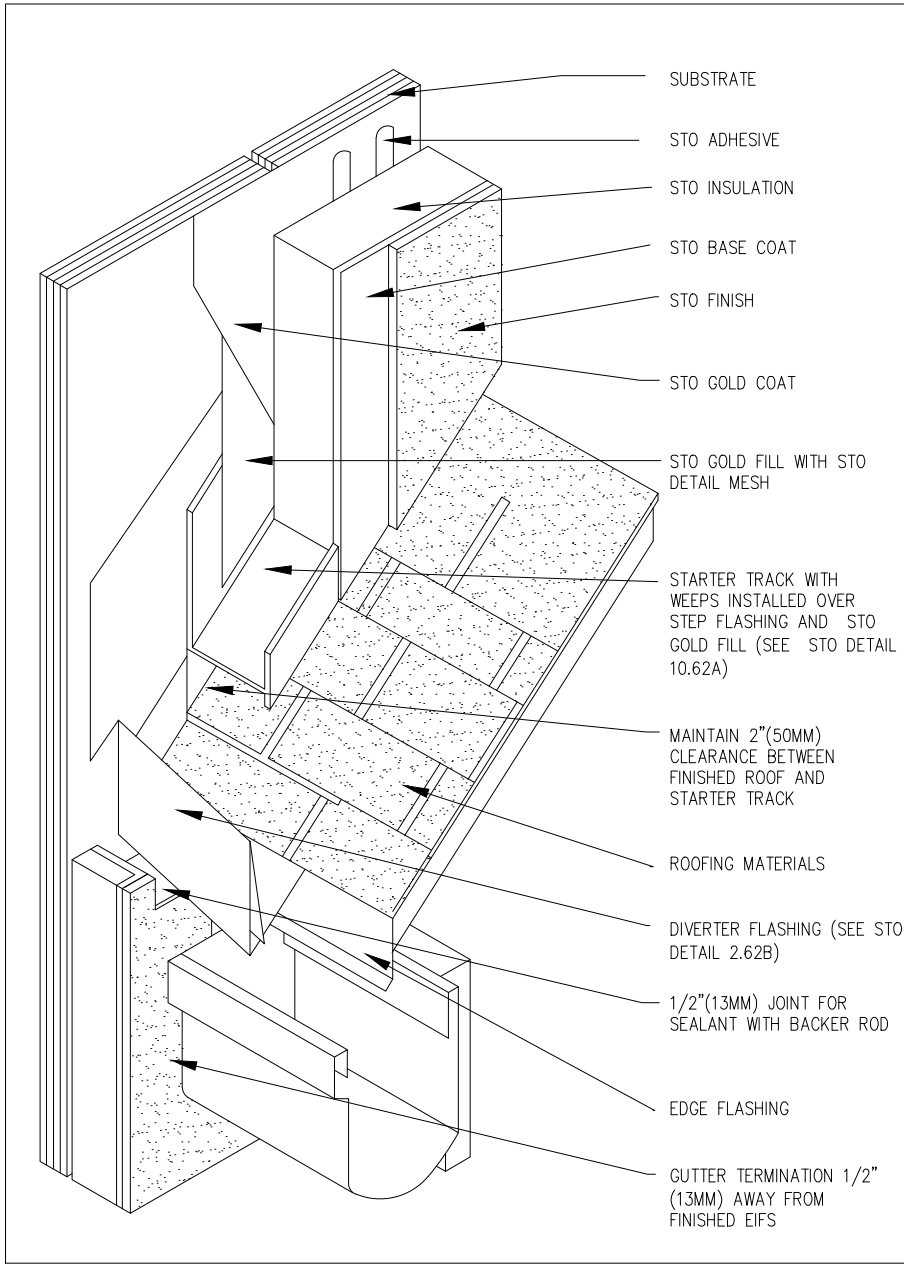 SUBSTRATE
STO ADHESIVE
STO INSULATION
STO BASE COAT
STO FINISH
STO GOLD COAT
STO GOLD FILL WITH STO
DETAIL MESH
STARTER TRACK WITH
WEEPS INSTALLED OVER
STEP FLASHING AND STO
GOLD FILL (SEE STO DETAIL
10.62A)
MAINTAIN 2"(50MM)
CLEARANCE BETWEEN
FINISHED ROOF AND
STARTER TRACK
ROOFING MATERIALS
DIVERTER FLASHING (SEE STO
DETAIL 2.62B)
1/2"(13MM) JOINT FOR
SEALANT WITH BACKER ROD
EDGE FLASHING
GUTTER TERMINATION 1/2"
(13MM) AWAY FROM
FINISHED EIFS